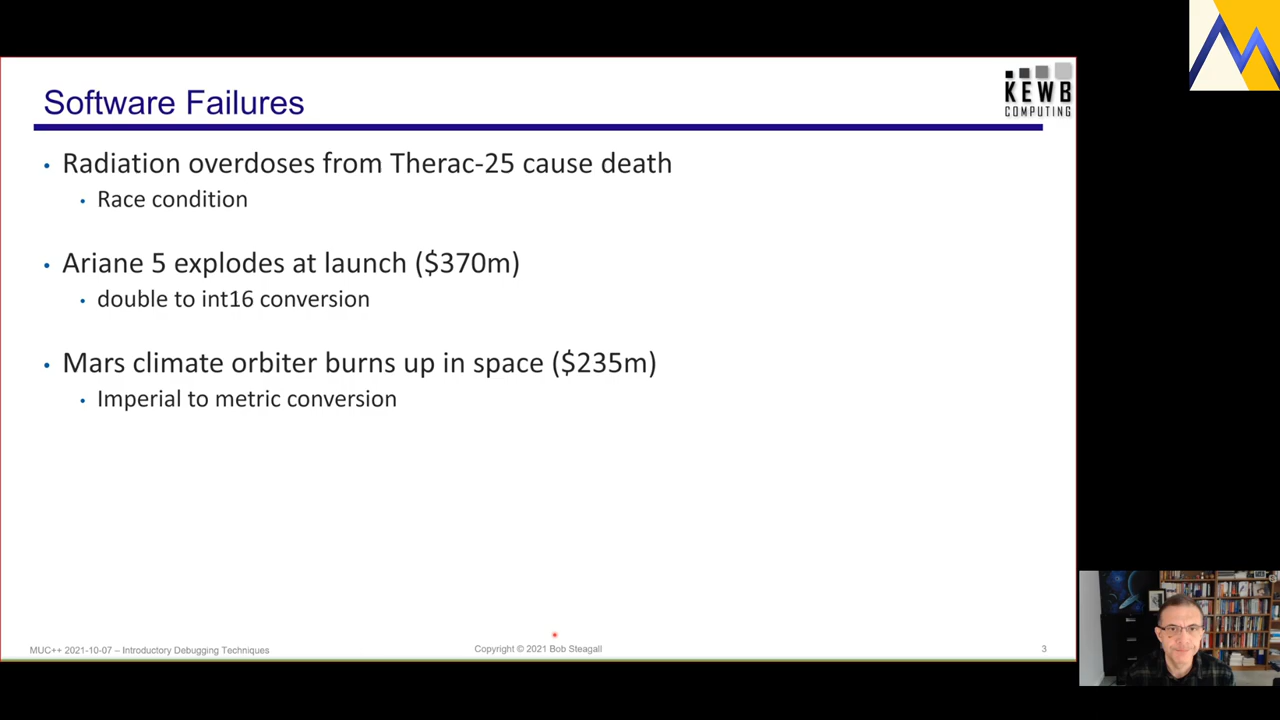 Software Failures
KEWB
COMPUTING
• Radiation overdoses from Therac-25 cause death
• Race condition
• Ariane 5 explodes at launch ($370m)
• double to int16 conversion
• Mars climate orbiter burns up in space ($235m)
• Imperial to metric conversion
MUC++ 2021-10-07 – Introductory Debugging Techniques
Copyright © 2021 Bob Steagall
3